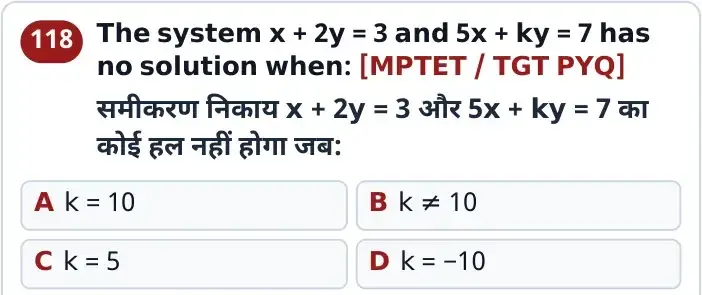 118 The system x + 2y = 3 and 5x + ky = 7 has
no solution when: [MPTET / TGT PYQ]
समीकरण निकाय x + 2y = 3 और 5x + ky = 7 का
कोई हल नहीं होगा जब:
A k = 10
B k ≠ 10
C k = 5
D k = −10